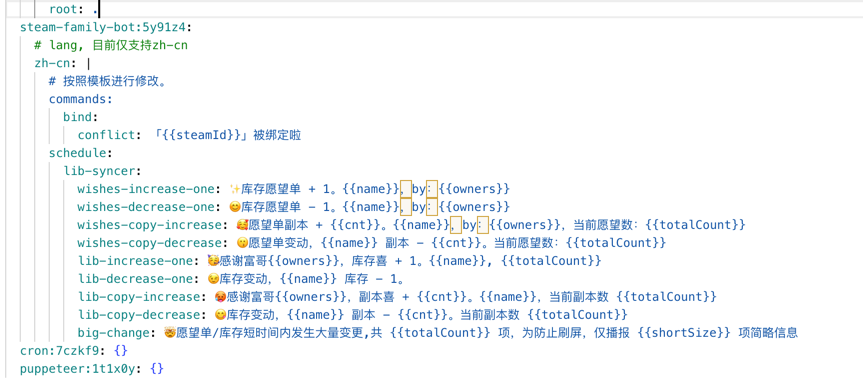 root: .
steam-family-bot:5y91z4:
# lang, 目前仅支持zh-cn
zh-cn: |
# 按照模板进行修改。
commands:
bind:
conflict: 「{{steamId}}」被绑定啦
schedule:
lib-syncer:
wishes-increase-one: ✨库存愿望单 + 1。{{name}}，by：{{owners}}
wishes-decrease-one: 😊库存愿望单 - 1。{{name}}，by：{{owners}}
wishes-copy-increase: 🥰愿望单副本 + {{cnt}}。{{name}}，by：{{owners}}, 当前愿望数: {{totalCount}}
wishes-copy-decrease: 😗愿望单变动, {{name}} 副本 - {{cnt}}。当前愿望数: {{totalCount}}
lib-increase-one: 🥳感谢富哥{{owners}}, 库存喜 + 1。{{name}}, {{totalCount}}
lib-decrease-one: 😉库存变动, {{name}} 库存 - 1。
lib-copy-increase: 🥵感谢富哥{{owners}}, 副本喜 + {{cnt}}。{{name}}, 当前副本数 {{totalCount}}
lib-copy-decrease: 😋库存变动, {{name}} 副本 - {{cnt}}。当前副本数 {{totalCount}}
big-change: 🤯愿望单/库存短时间内发生大量变更,共 {{totalCount}} 项, 为防止刷屏, 仅播报 {{shortSize}} 项简略信息
cron:7czkf9: {}
puppeteer:1t1x0y: {}